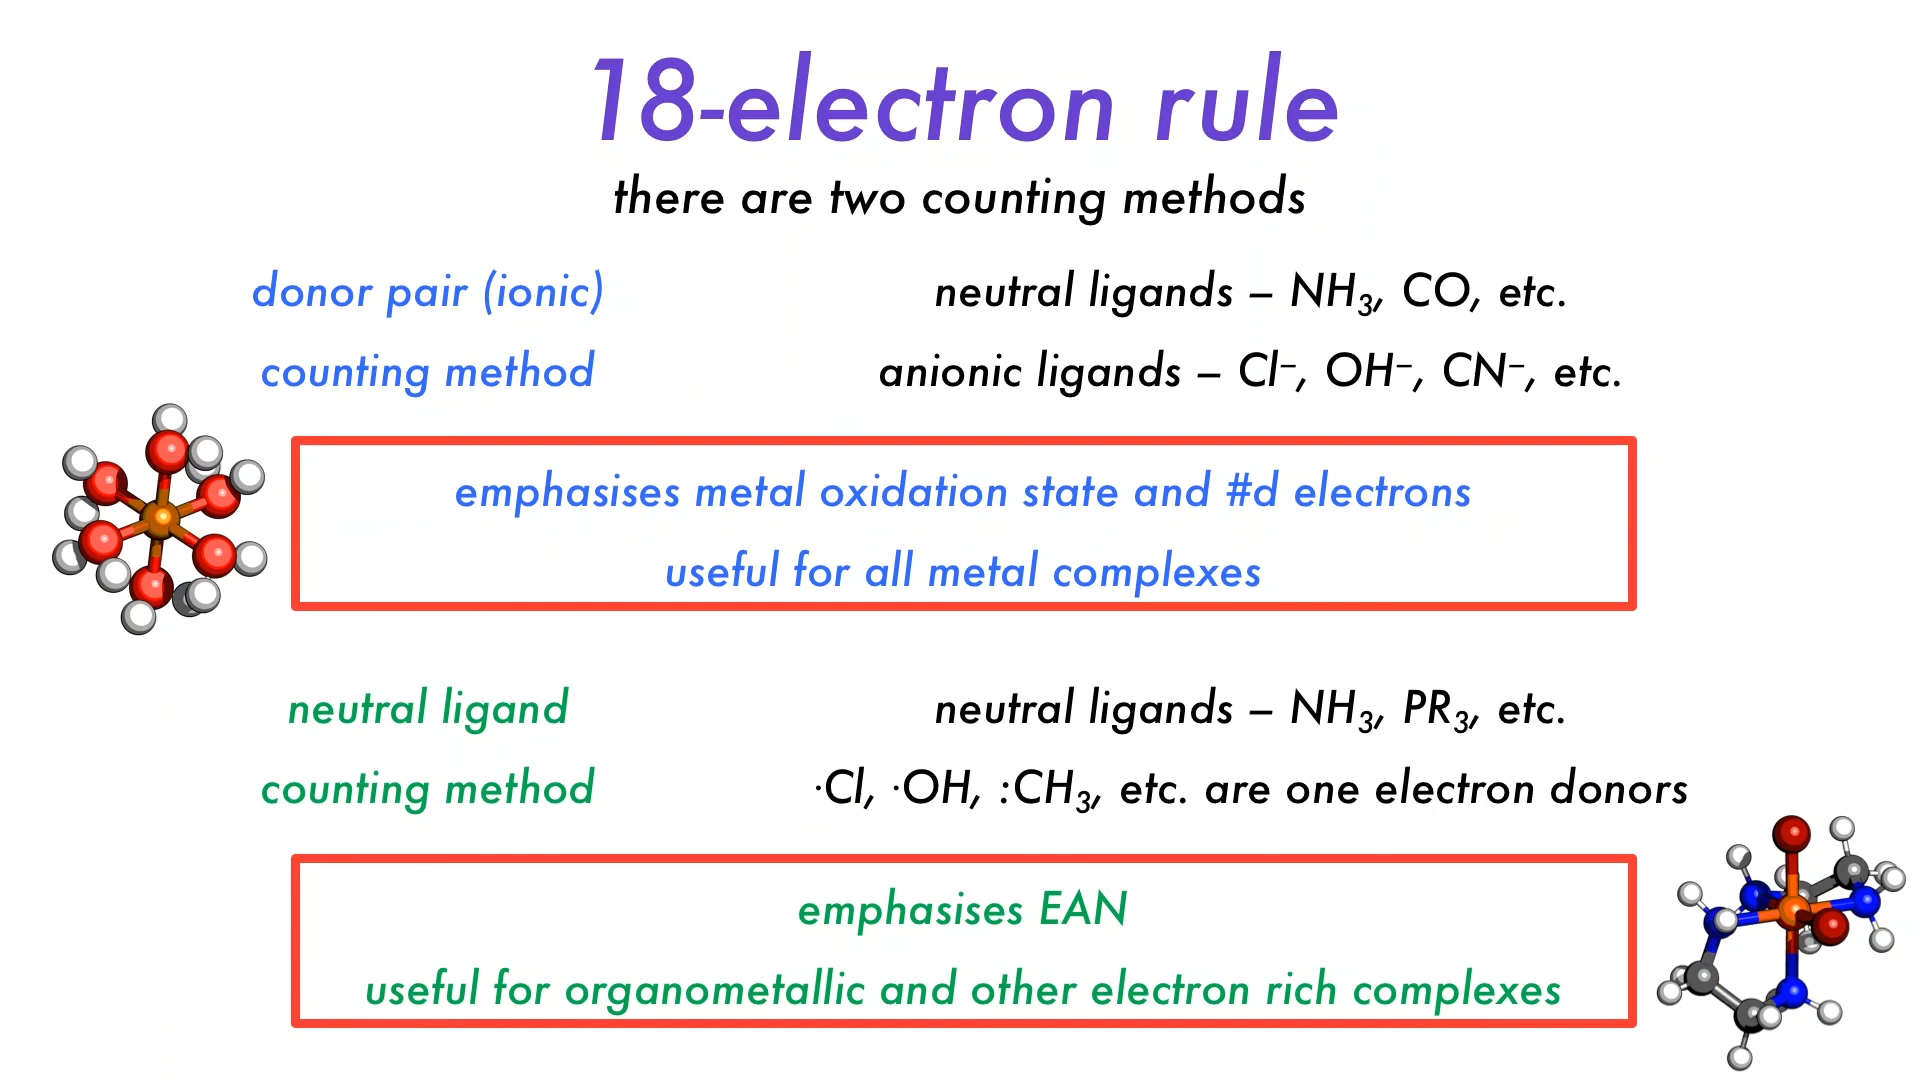 18-electron rule
there are two counting methods
donor pair (ionic)
neutral ligands – NH₃, CO, etc.
counting method
anionic ligands – Cl⁻, OH⁻, CN⁻, etc.
emphasises metal oxidation state and #d electrons
useful for all metal complexes
neutral ligand
neutral ligands – NH₃, PR₃, etc.
counting method
·Cl, ·OH, :CH₃, etc. are one electron donors
emphasises EAN
useful for organometallic and other electron rich complexes